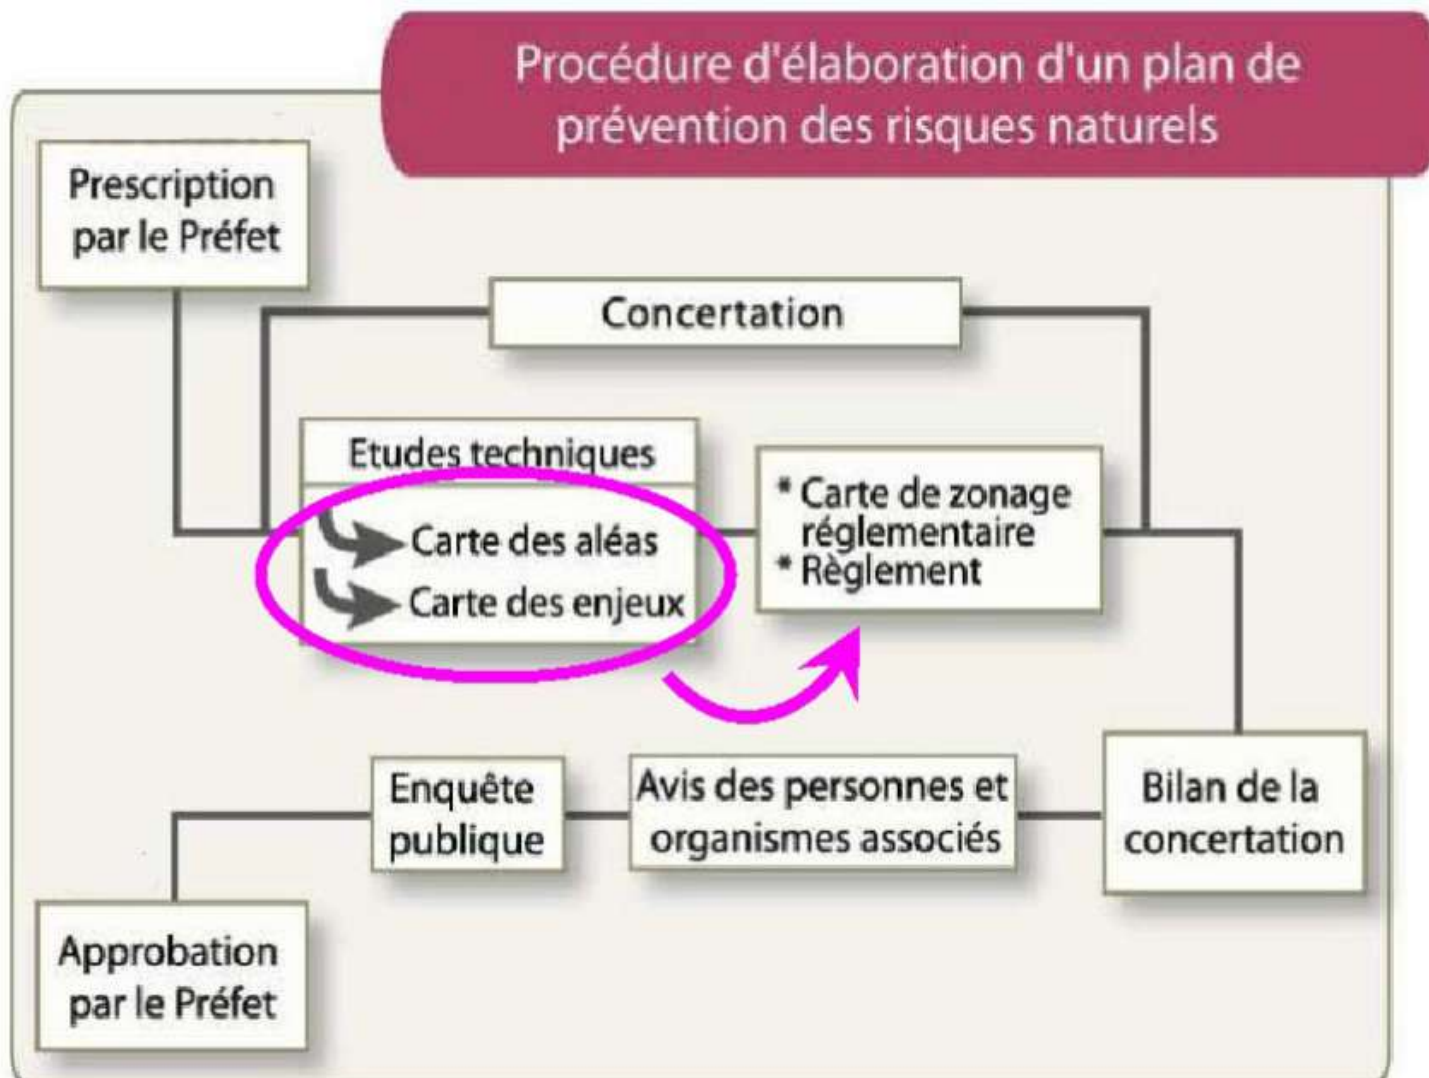 Procédure d'élaboration d'un plan de
prévention des risques naturels
Prescription
par le Préfet
Concertation
Etudes techniques
Carte des aléas
Carte des enjeux
* Carte de zonage
réglementaire
* Règlement
Bilan de la
concertation
Avis des personnes et
organismes associés
Enquête
publique
Approbation
par le Préfet